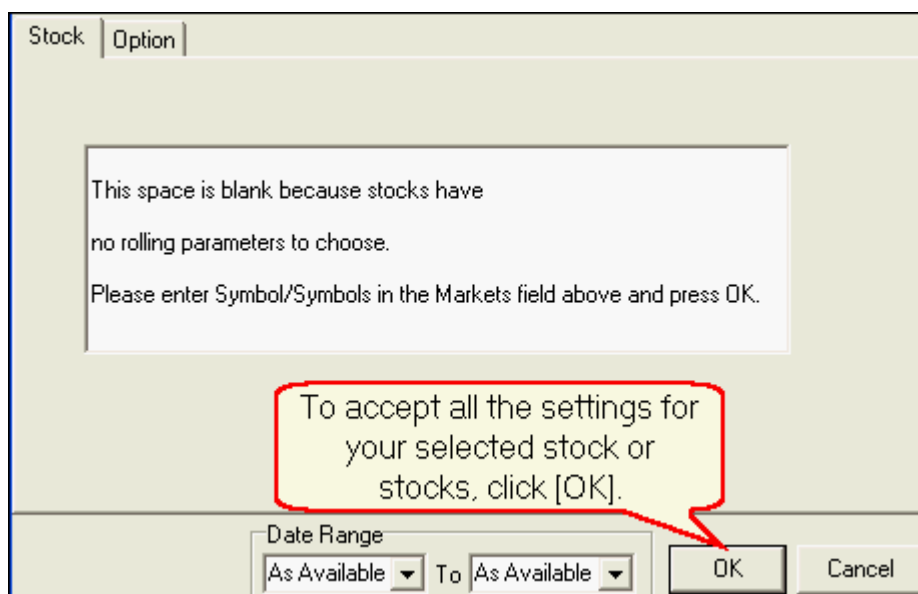 Stock Option
This space is blank because stocks have
no rolling parameters to choose.
Please enter Symbol/Symbols in the Markets field above and press OK.
To accept all the settings for
your selected stock or
stocks, click [OK].
Date Range
As Available To As Available OK Cancel